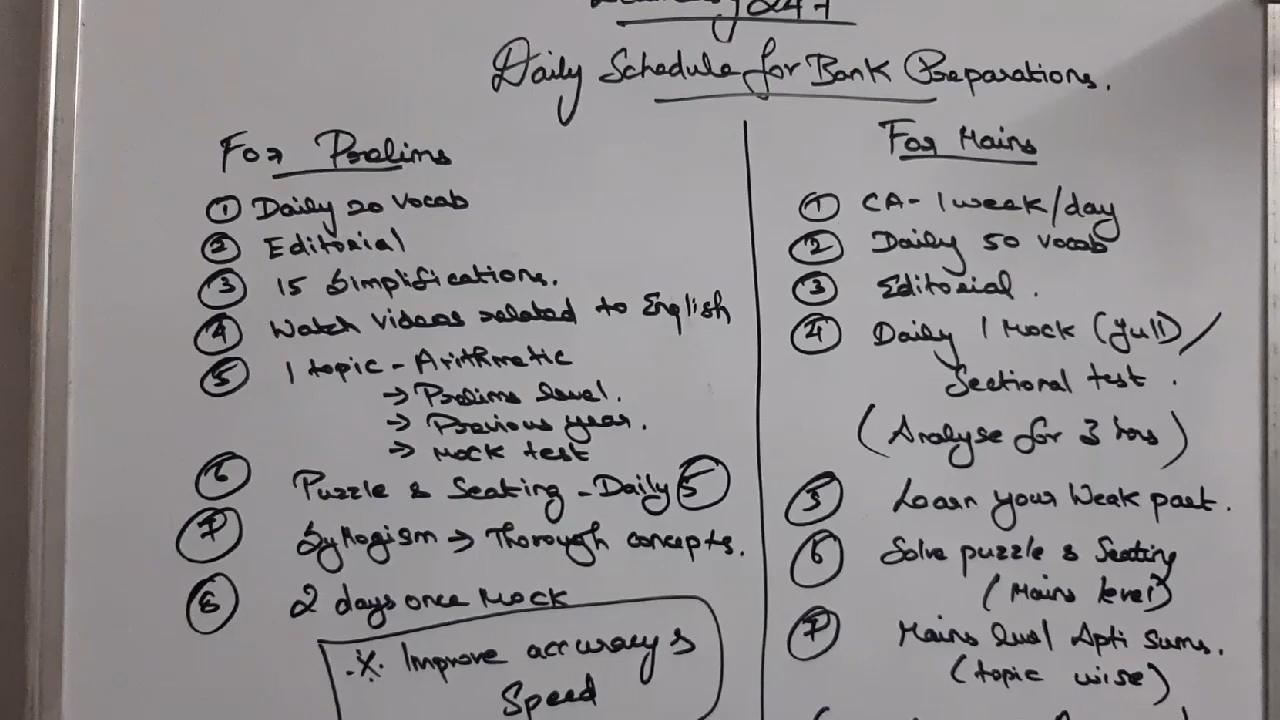 Daily Schedule for Bank Preparations.
For Prelims
① Daily 20 vocab
② Editorial
③ 15 Simplifications.
④ Watch videos related to English
⑤ 1 topic - Arithmetic
→ Prelims level.
→ Previous year.
→ Mock test
⑥ Puzzle & Seating - Daily ⑤
⑦ Syllogism → Thorough concepts.
⑧ 2 days once Mock
※ Improve accuracy &
Speed
For Mains
① CA - 1 week/day
② Daily 50 vocab
③ Editorial.
④ Daily 1 Mock (full) /
Sectional test.
(Analyse for 3 hrs)
⑤ Learn your Weak part.
⑥ Solve puzzle & Seating
(Mains level)
⑦ Mains level Apti Sums.
(topic wise)